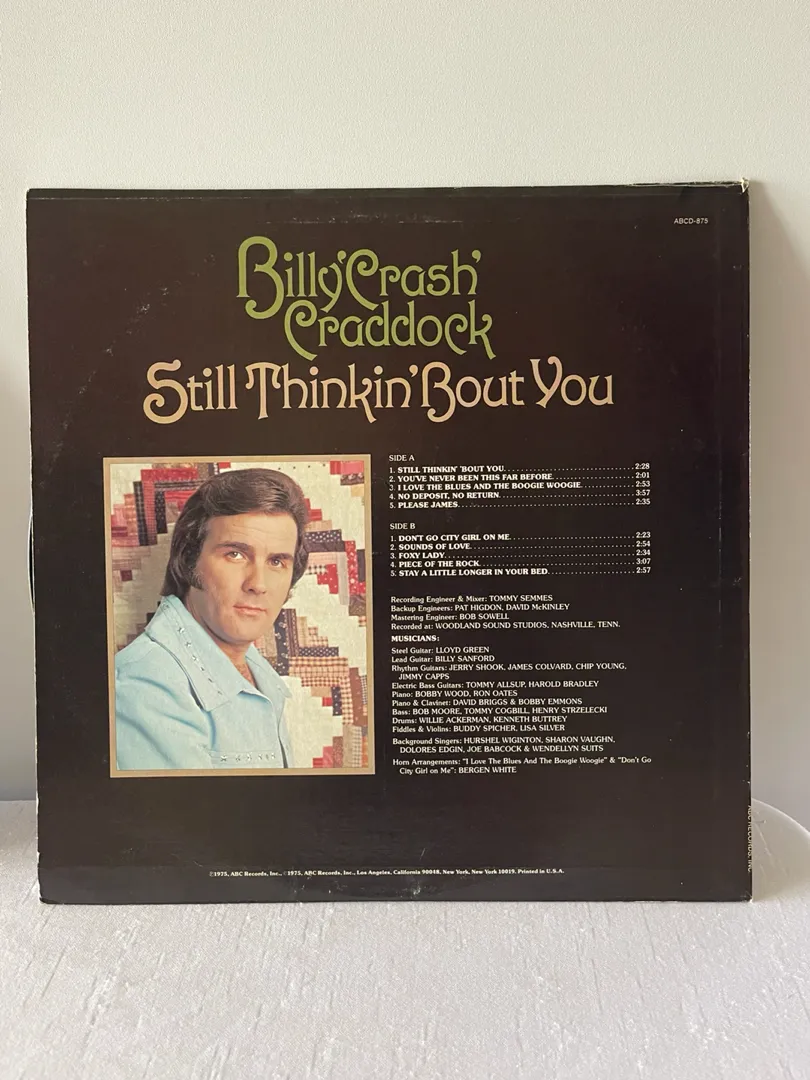 ABCD-875
Billy 'Crash'
Craddock
Still Thinkin' 'Bout You
SIDE A
1. STILL THINKIN' 'BOUT YOU. 2:28
2. YOU'VE NEVER BEEN THIS FAR BEFORE. 2:01
3. I LOVE THE BLUES AND THE BOOGIE WOOGIE. 2:53
4. NO DEPOSIT, NO RETURN. 3:57
5. PLEASE JAMES. 2:35
SIDE B
1. DON'T GO CITY GIRL ON ME. 2:23
2. SOUNDS OF LOVE. 2:54
3. FOXY LADY. 2:34
4. PIECE OF THE ROCK. 3:07
5. STAY A LITTLE LONGER IN YOUR BED. 2:57
Recording Engineer & Mixer: TOMMY SEMMES
Backup Engineers: PAT HIGDON, DAVID McKINLEY
Mastering Engineer: BOB SOWELL
Recorded at: WOODLAND SOUND STUDIOS, NASHVILLE, TENN.
MUSICIANS:
Steel Guitar: LLOYD GREEN
Lead Guitar: BILLY SANFORD
Rhythm Guitars: JERRY SHOOK, JAMES COLVARD, CHIP YOUNG,
JIMMY CAPPS
Electric Bass Guitars: TOMMY ALLSUP, HAROLD BRADLEY
Piano: BOBBY WOOD, RON OATES
Piano & Clavinet: DAVID BRIGGS & BOBBY EMMONS
Bass: BOB MOORE, TOMMY COGBILL, HENRY STRZELECKI
Drums: WILLIE ACKERMAN, KENNETH BUTTREY
Fiddles & Violins: BUDDY SPICHER, LISA SILVER
Background Singers: HURSHEL WIGINTON, SHARON VAUGHN,
DOLORES EDGIN, JOE BABCOCK & WENDELLYN SUITS
Horn Arrangements: "I Love The Blues And The Boogie Woogie" & "Don't Go
City Girl on Me": BERGEN WHITE
℗1975, ABC Records, Inc., ©1975, ABC Records, Inc., Los Angeles, California 90048, New York, New York 10019. Printed in U.S.A.
ABC RECORDS, INC.